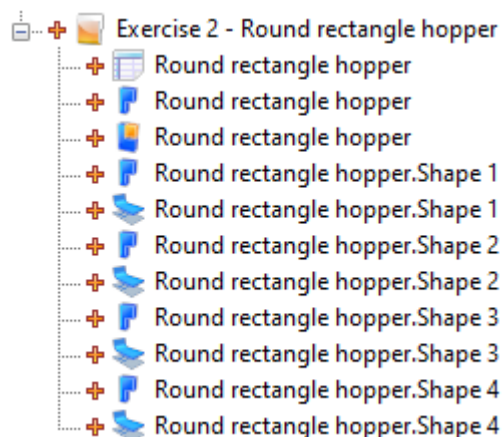 Exercise 2 - Round rectangle hopper
Round rectangle hopper
Round rectangle hopper
Round rectangle hopper
Round rectangle hopper.Shape 1
Round rectangle hopper.Shape 1
Round rectangle hopper.Shape 2
Round rectangle hopper.Shape 2
Round rectangle hopper.Shape 3
Round rectangle hopper.Shape 3
Round rectangle hopper.Shape 4
Round rectangle hopper.Shape 4